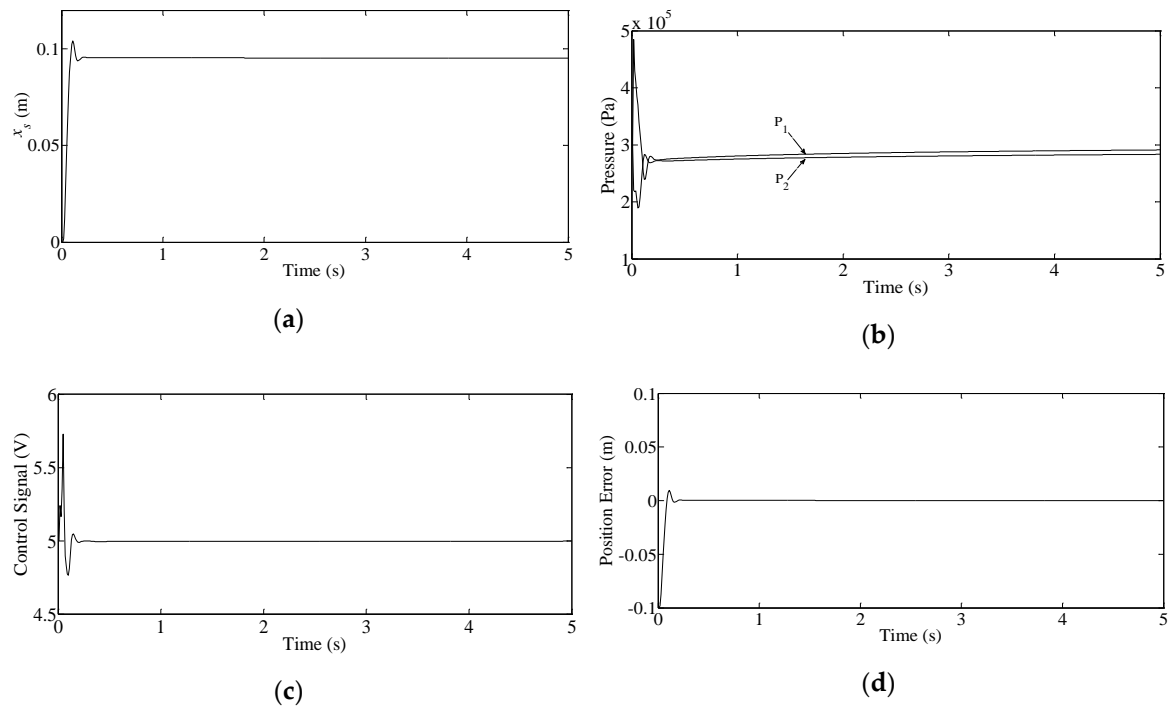 0.1
0.05
0
x_s (m)
0 1 2 3 4 5
Time (s)
(a)
5 x 10^5
4
3
2
1
Pressure (Pa)
P_1
P_2
0 1 2 3 4 5
Time (s)
(b)
6
5.5
5
4.5
Control Signal (V)
0 1 2 3 4 5
Time (s)
(c)
0.1
0.05
0
-0.05
-0.1
Position Error (m)
0 1 2 3 4 5
Time (s)
(d)